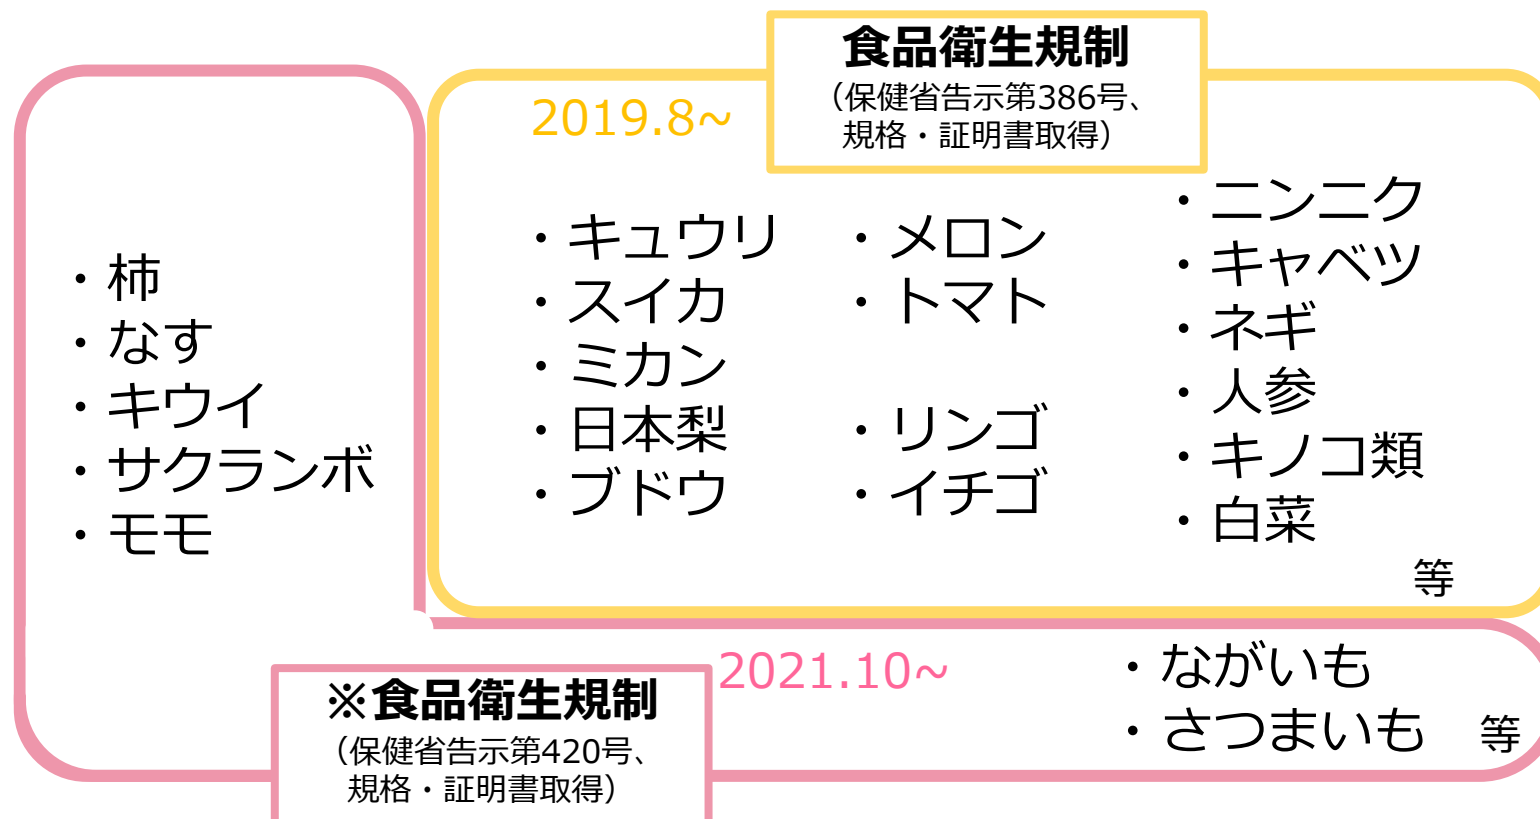 食品衛生規制
（保健省告示第386号、
規格・証明書取得）
2019.8~
・柿
・なす
・キウイ
・サクランボ
・モモ
・キュウリ
・スイカ
・ミカン
・日本梨
・ブドウ
・メロン
・トマト
・リンゴ
・イチゴ
・ニンニク
・キャベツ
・ネギ
・人参
・キノコ類
・白菜
等
2021.10~
※食品衛生規制
（保健省告示第420号、
規格・証明書取得）
・ながいも
・さつまいも 等